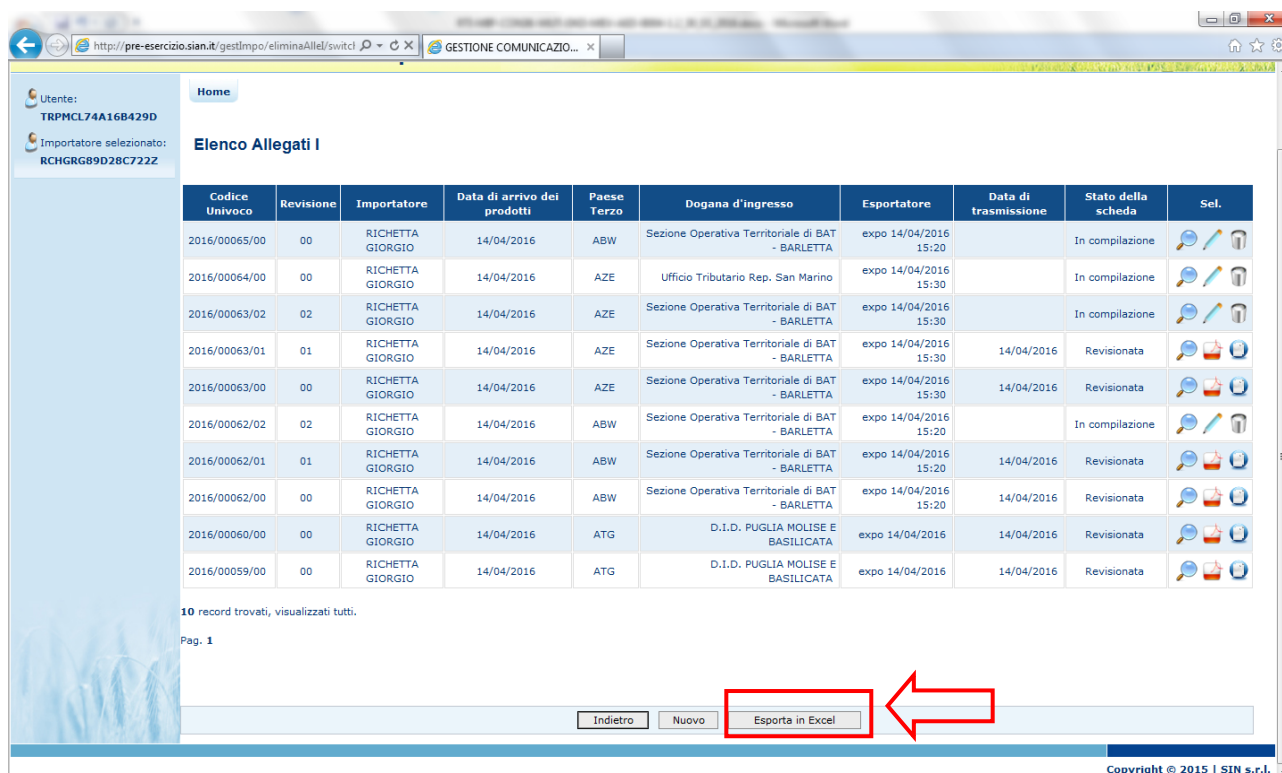 http://pre-esercizio.sian.it/gestImpo/eliminaAlleI/switcl
GESTIONE COMUNICAZIO...
Utente:
TRPMCL74A16B429D
Importatore selezionato:
RCHGRG89D28C722Z
Home
Elenco Allegati I
Codice Univoco Revisione Importatore Data di arrivo dei prodotti Paese Terzo Dogana d'ingresso Esportatore Data di trasmissione Stato della scheda Sel.
2016/00065/00 00 RICHETTA GIORGIO 14/04/2016 ABW Sezione Operativa Territoriale di BAT - BARLETTA expo 14/04/2016 15:20 In compilazione
2016/00064/00 00 RICHETTA GIORGIO 14/04/2016 AZE Ufficio Tributario Rep. San Marino expo 14/04/2016 15:30 In compilazione
2016/00063/02 02 RICHETTA GIORGIO 14/04/2016 AZE Sezione Operativa Territoriale di BAT - BARLETTA expo 14/04/2016 15:30 In compilazione
2016/00063/01 01 RICHETTA GIORGIO 14/04/2016 AZE Sezione Operativa Territoriale di BAT - BARLETTA expo 14/04/2016 15:30 14/04/2016 Revisionata
2016/00063/00 00 RICHETTA GIORGIO 14/04/2016 AZE Sezione Operativa Territoriale di BAT - BARLETTA expo 14/04/2016 15:30 14/04/2016 Revisionata
2016/00062/02 02 RICHETTA GIORGIO 14/04/2016 ABW Sezione Operativa Territoriale di BAT - BARLETTA expo 14/04/2016 15:20 In compilazione
2016/00062/01 01 RICHETTA GIORGIO 14/04/2016 ABW Sezione Operativa Territoriale di BAT - BARLETTA expo 14/04/2016 15:20 14/04/2016 Revisionata
2016/00062/00 00 RICHETTA GIORGIO 14/04/2016 ABW Sezione Operativa Territoriale di BAT - BARLETTA expo 14/04/2016 15:20 14/04/2016 Revisionata
2016/00060/00 00 RICHETTA GIORGIO 14/04/2016 ATG D.I.D. PUGLIA MOLISE E BASILICATA expo 14/04/2016 14/04/2016 Revisionata
2016/00059/00 00 RICHETTA GIORGIO 14/04/2016 ATG D.I.D. PUGLIA MOLISE E BASILICATA expo 14/04/2016 14/04/2016 Revisionata
10 record trovati, visualizzati tutti.
Pag. 1
Indietro Nuovo Esporta in Excel
Copyright © 2015 | SIN s.r.l.